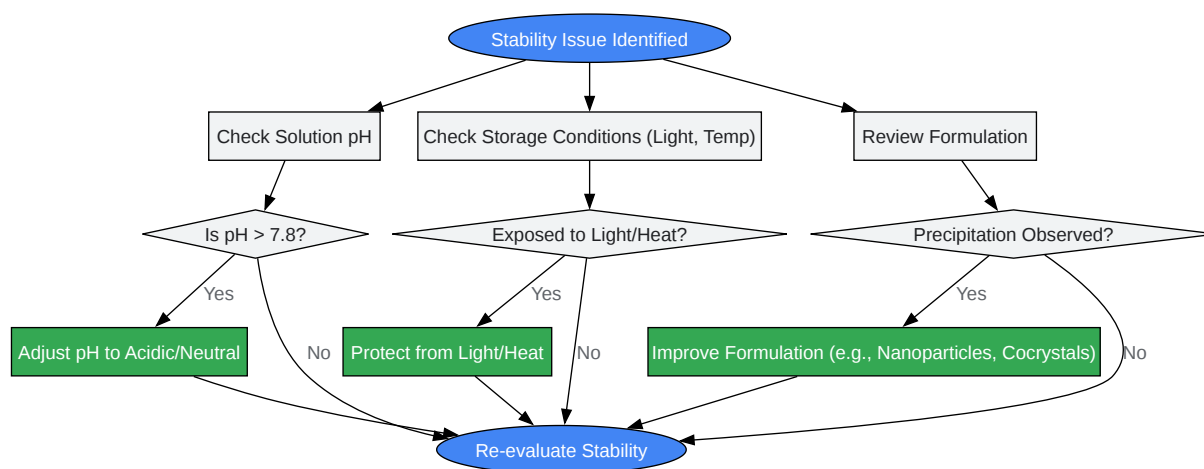 Stability Issue Identified
Check Solution pH
Check Storage Conditions (Light, Temp)
Review Formulation
Is pH > 7.8?
Exposed to Light/Heat?
Precipitation Observed?
Yes
Yes
Yes
Adjust pH to Acidic/Neutral
No
Protect from Light/Heat
No
Improve Formulation (e.g., Nanoparticles, Cocrystals)
No
Re-evaluate Stability